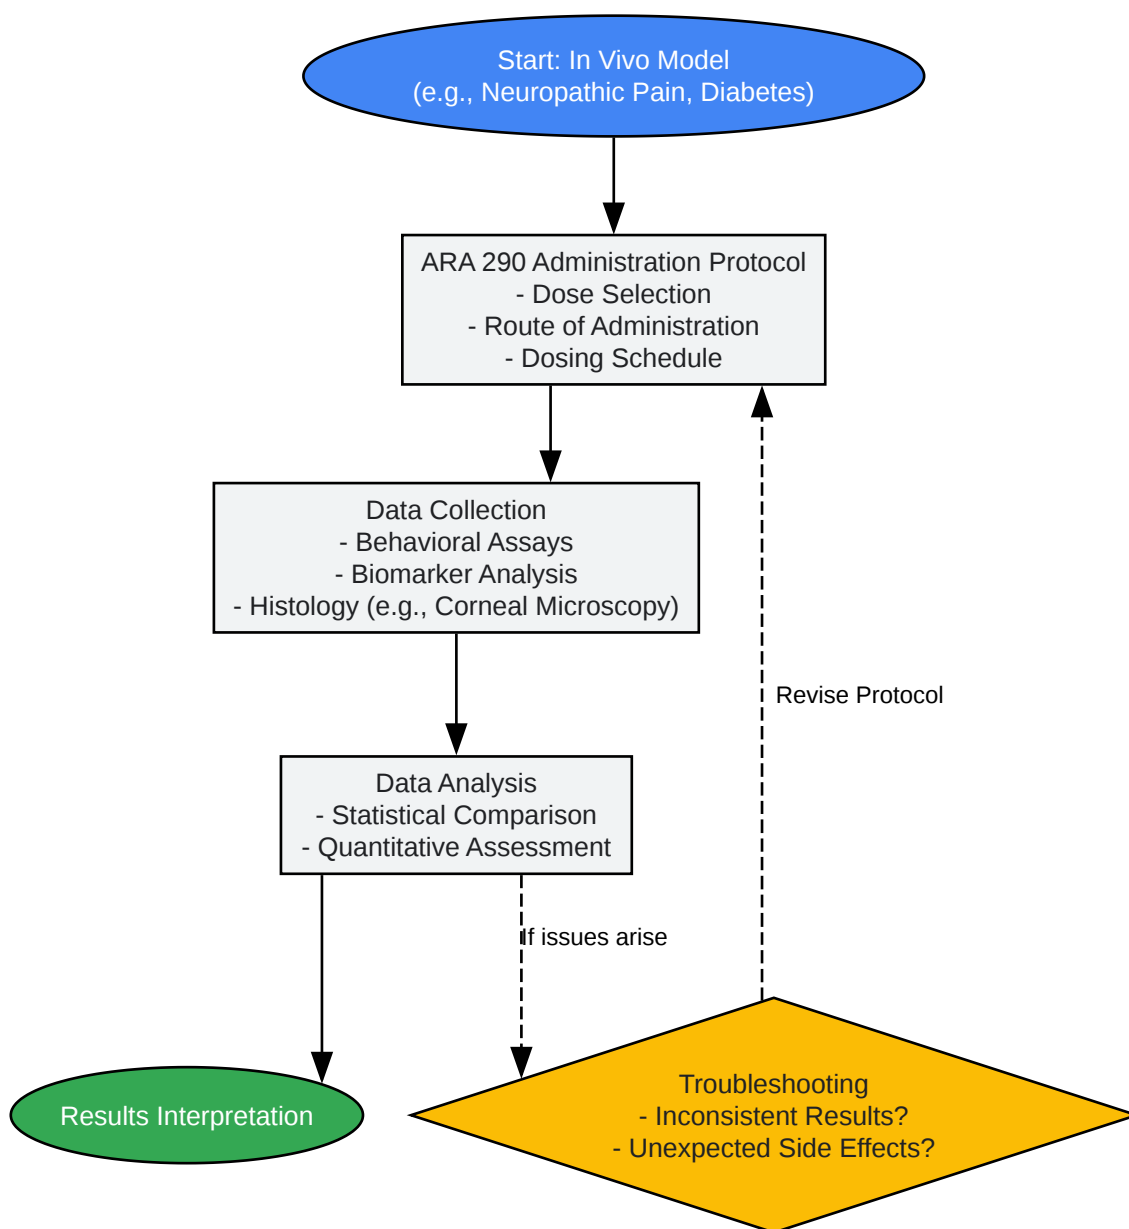 Start: In Vivo Model
(e.g., Neuropathic Pain, Diabetes)
ARA 290 Administration Protocol
- Dose Selection
- Route of Administration
- Dosing Schedule
Data Collection
- Behavioral Assays
- Biomarker Analysis
- Histology (e.g., Corneal Microscopy)
Revise Protocol
Data Analysis
- Statistical Comparison
- Quantitative Assessment
If issues arise
Results Interpretation
Troubleshooting
- Inconsistent Results?
- Unexpected Side Effects?